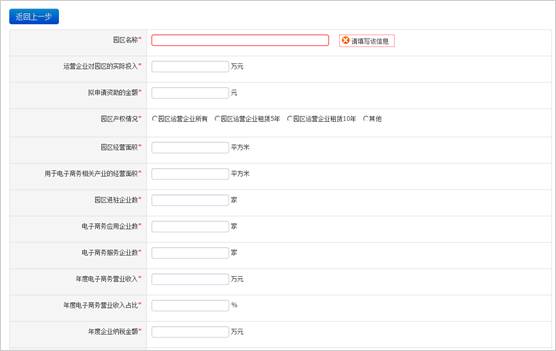 返回上一步
园区名称* 请填写该信息
运营企业对园区的实际投入* 万元
拟申请资助的金额* 元
园区产权情况* 园区运营企业所有 园区运营企业租赁5年 园区运营企业租赁10年 其他
园区经营面积* 平方米
用于电子商务相关产业的经营面积* 平方米
园区进驻企业数* 家
电子商务应用企业数* 家
电子商务服务企业数* 家
年度电子商务营业收入* 万元
年度电子商务营业收入占比* %
年度企业纳税金额* 万元